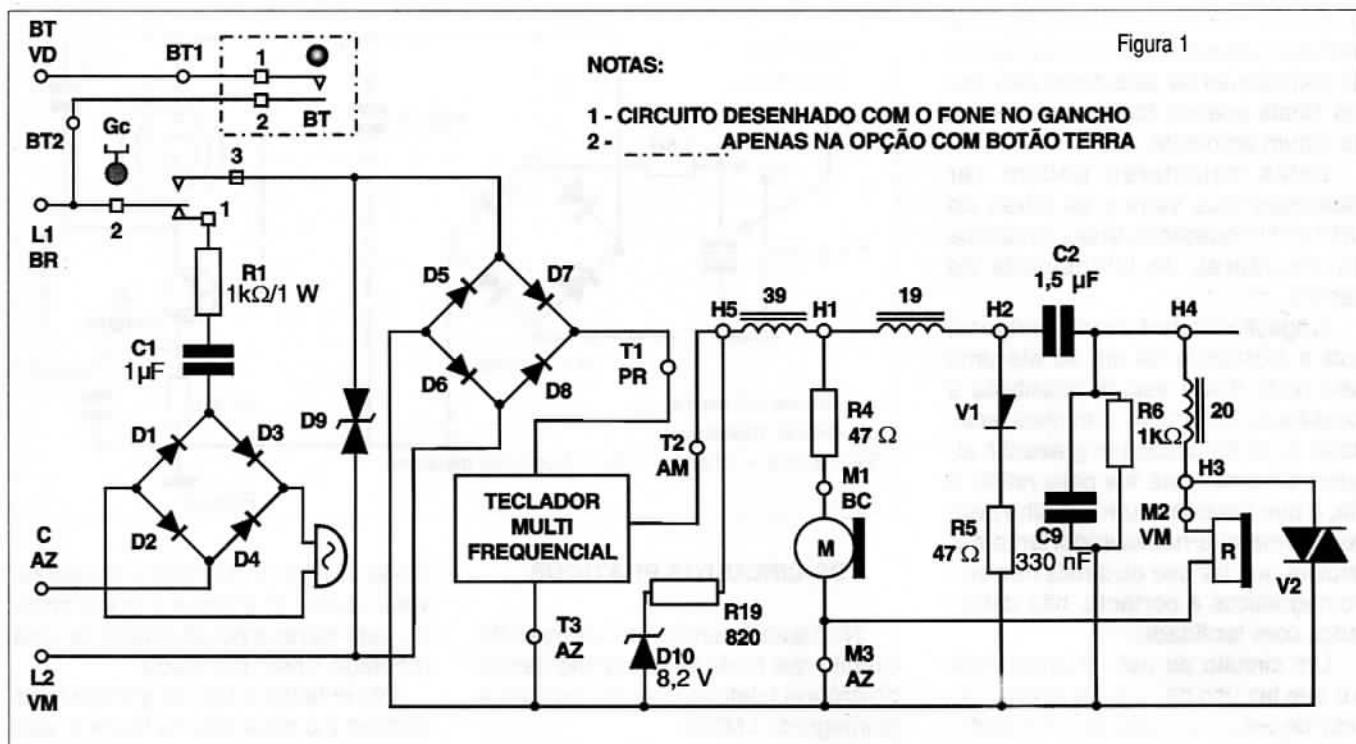 Figura 1
BT
VD
BT1
1
2
BT
NOTAS:
1 - CIRCUITO DESENHADO COM O FONE NO GANCHO
2 - APENAS NA OPÇÃO COM BOTÃO TERRA
BT2
Gc
3
1
2
L1
BR
R1
1kΩ/1 W
C1
1µF
D1
D3
D2
D4
C
AZ
L2
VM
D9
D5
D7
D6
D8
T1
PR
T2
AM
TECLADOR
MULTI
FREQUENCIAL
T3
AZ
D10
8,2 V
R19
820
H5
39
H1
19
H2
C2
1,5 µF
H4
R4
47 Ω
M1
BC
M
M3
AZ
V1
R5
47 Ω
R6
1KΩ
C9
330 nF
20
H3
M2
VM
R
V2